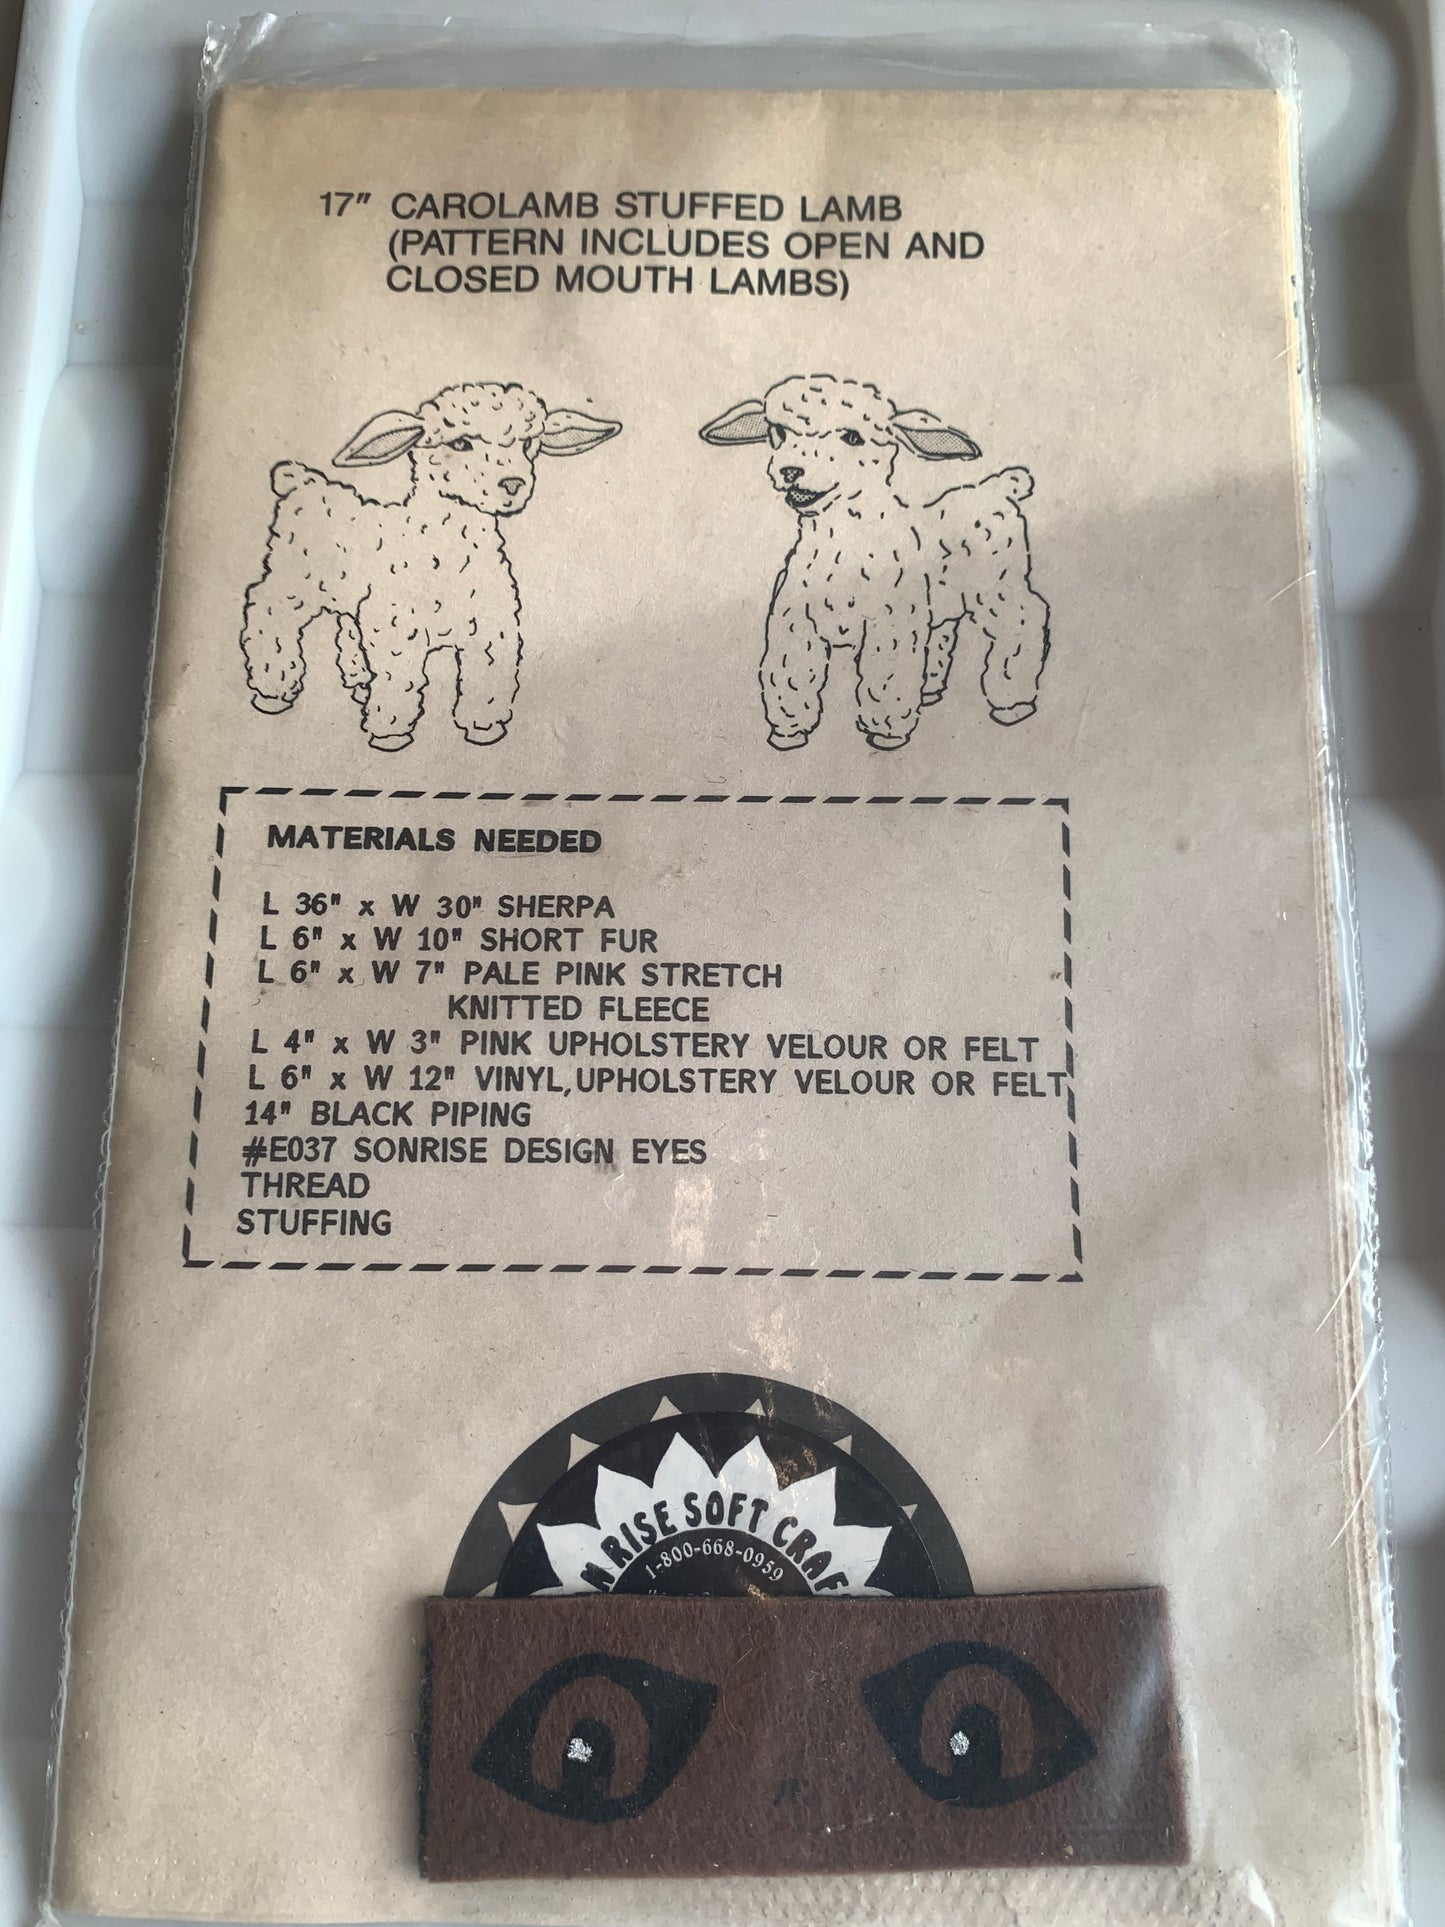 17" CAROLAMB STUFFED LAMB
(PATTERN INCLUDES OPEN AND
CLOSED MOUTH LAMBS)
MATERIALS NEEDED
L 36" x W 30" SHERPA
L 6" x W 10" SHORT FUR
L 6" x W 7" PALE PINK STRETCH
KNITTED FLEECE
L 4" x W 3" PINK UPHOLSTERY VELOUR OR FELT
L 6" x W 12" VINYL,UPHOLSTERY VELOUR OR FELT
14" BLACK PIPING
#E037 SONRISE DESIGN EYES
THREAD
STUFFING
NRISE SOFT CRAF
1-800-668-0959